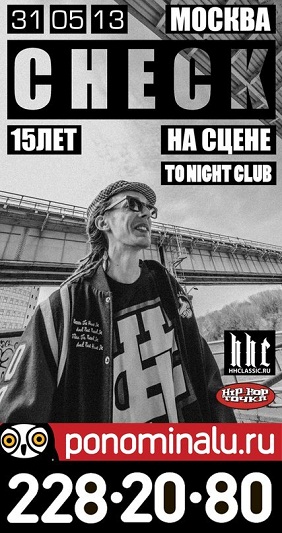 31 05 13 МОСКВА
CHECK
15ЛЕТ НА СЦЕНЕ
TO NIGHT CLUB
hhc
HHCLASSIC.RU
HIP HOP
ТОЧКА
ponominalu.ru
228•20•80